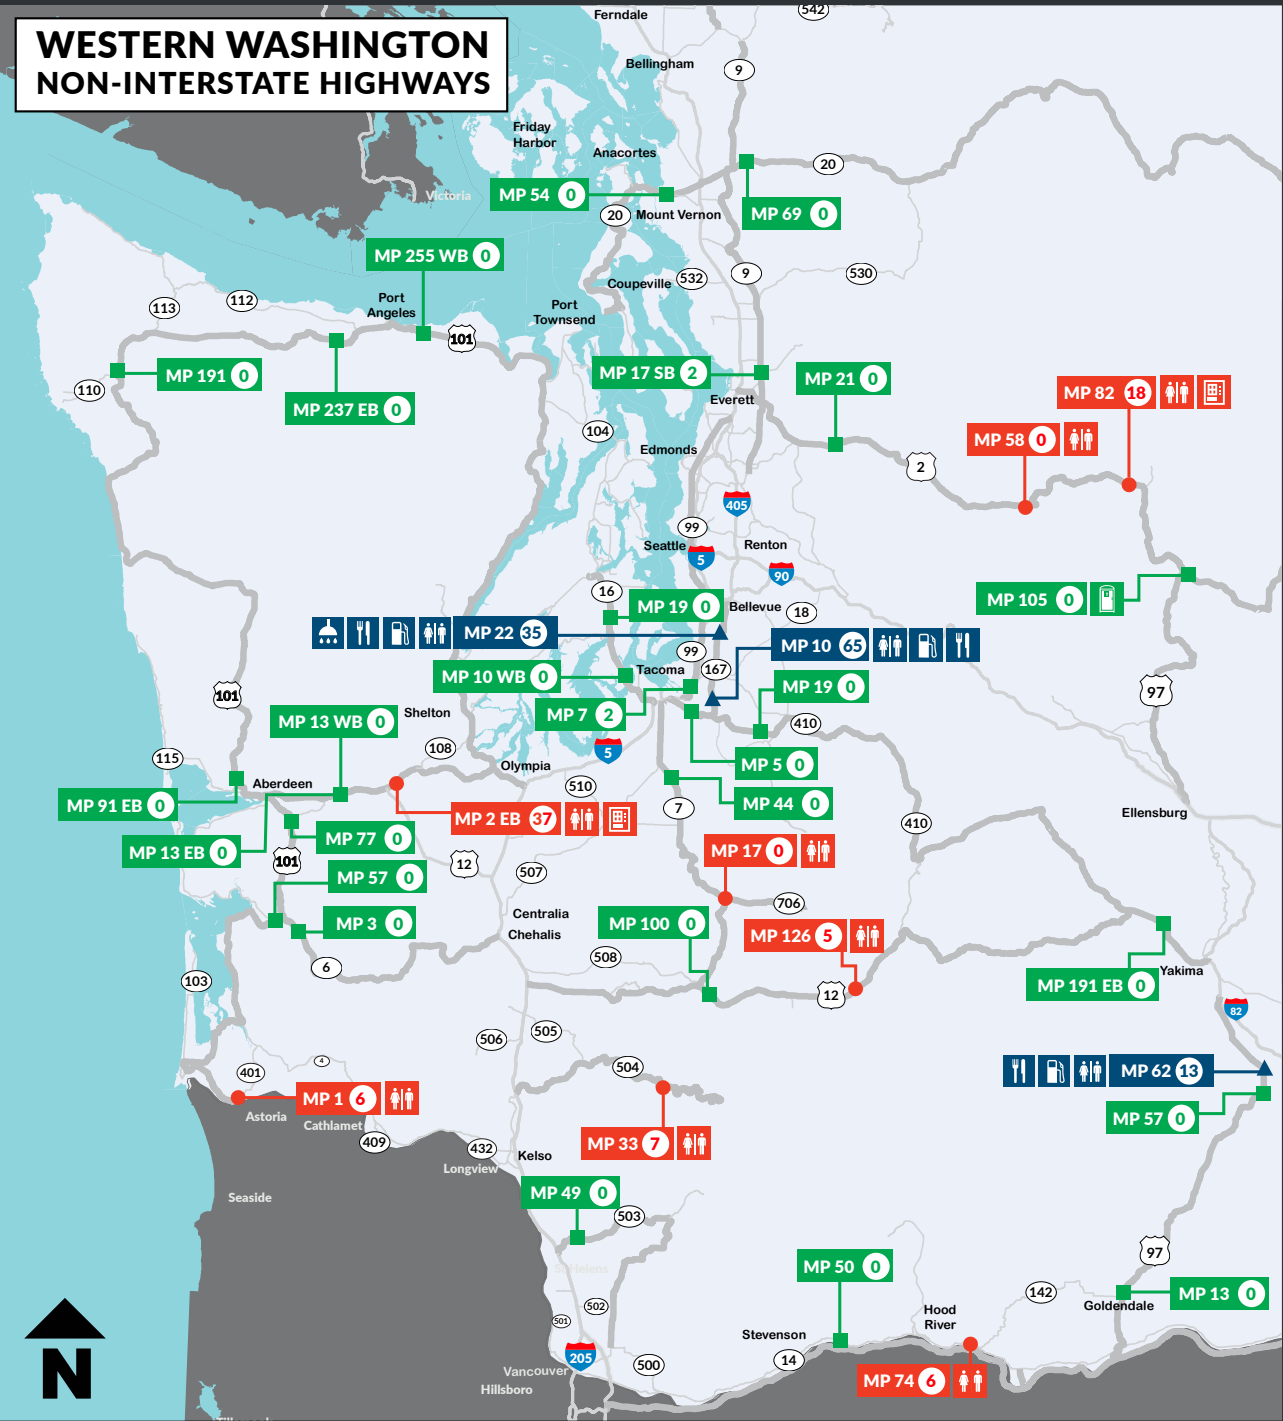 WESTERN WASHINGTON
NON-INTERSTATE HIGHWAYS
Ferndale
542
Bellingham
9
Friday
Harbor
Anacortes
20
Victoria
MP 54 0
20
Mount Vernon
MP 69 0
MP 255 WB 0
Coupeville
532
9
530
113
112
Port
Angeles
Port
Townsend
101
MP 191 0
110
MP 237 EB 0
MP 17 SB 2
MP 21 0
Everett
MP 82 18
104
Edmonds
MP 58 0
2
405
99
Seattle
5
Renton
90
16
MP 19 0
Bellevue
18
MP 105 0
MP 22 35
MP 10 65
99
167
MP 10 WB 0
Tacoma
MP 19 0
97
101
MP 7 2
MP 13 WB 0
Shelton
410
115
108
5
Olympia
MP 5 0
Aberdeen
510
MP 91 EB 0
MP 44 0
7
MP 2 EB 37
410
Ellensburg
MP 77 0
MP 13 EB 0
101
12
507
MP 17 0
MP 57 0
706
Centralia
Chehalis
MP 3 0
MP 100 0
MP 126 5
508
6
103
12
Yakima
MP 191 EB 0
82
506
505
504
401
4
MP 62 13
MP 1 6
Astoria
Cathlamet
MP 57 0
409
432
Kelso
Longview
MP 33 7
Seaside
MP 49 0
503
97
St Helens
MP 50 0
142
MP 13 0
Goldendale
502
501
Hood
River
Stevenson
205
500
14
Vancouver
Hillsboro
MP 74 6
N